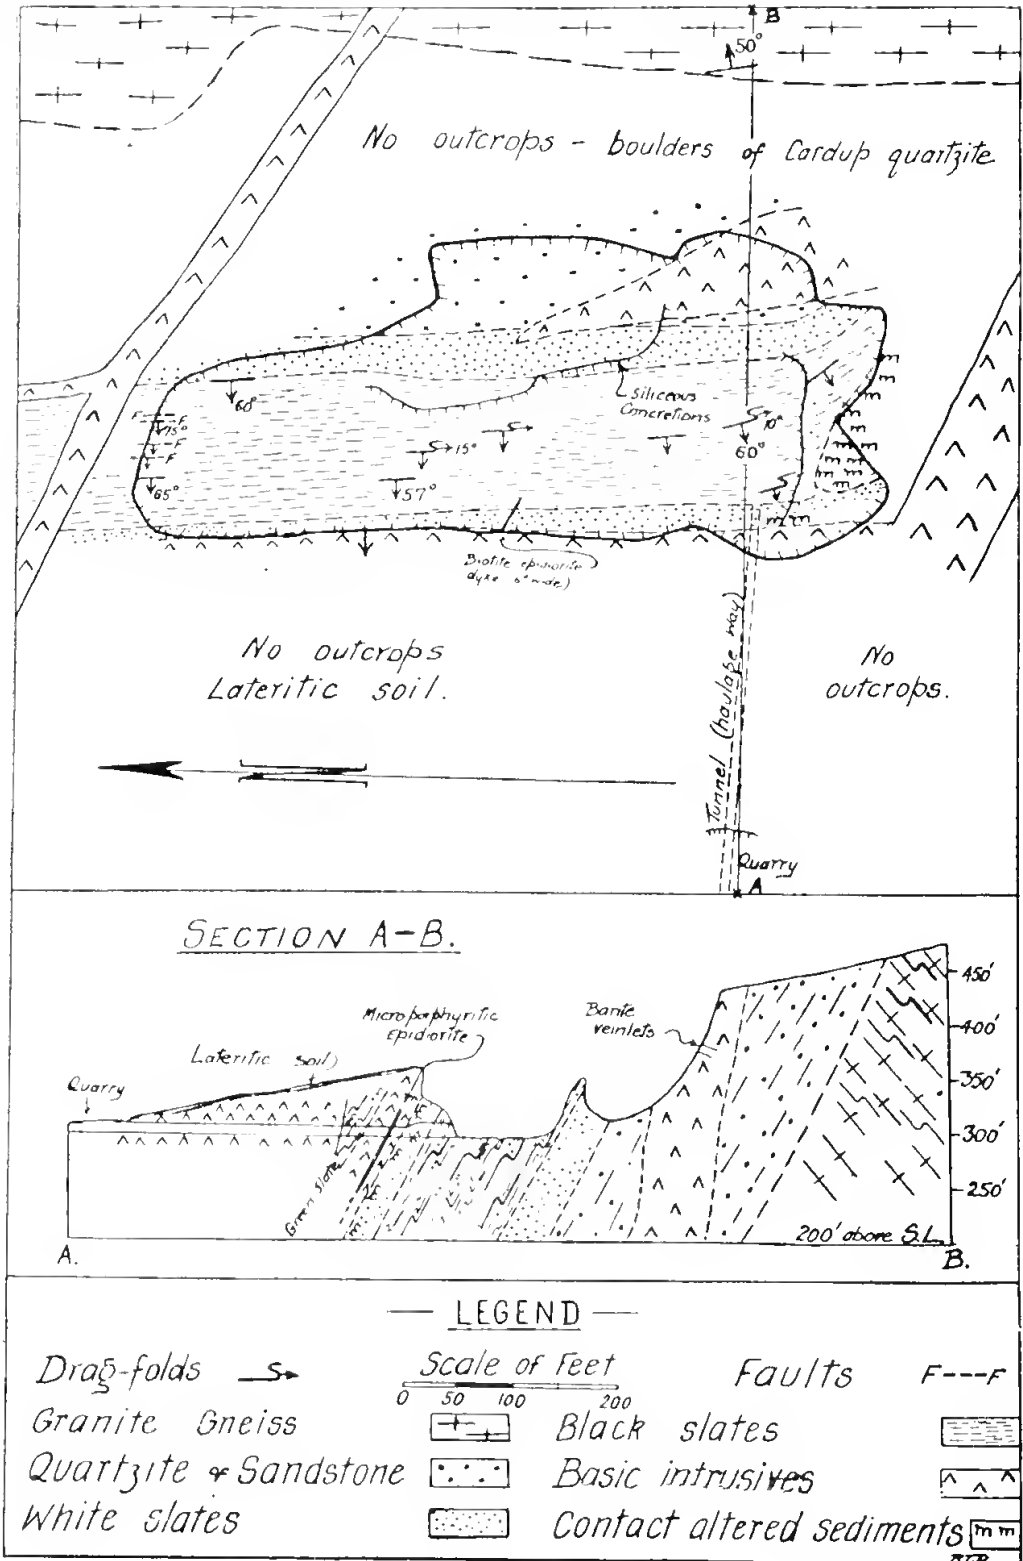 B
50°
No outcrops - boulders of Cardup quartzite
Siliceous
Concretions
60°
F F
75°
F
F
65°
S 15°
S
57°
S 10°
60°
S
m
m
m m m
m m
Biotite epidiorite
dyke 6" wide)
No outcrops
Lateritic soil.
No
outcrops.
Tunnel (haulage way)
Quarry
A
SECTION A-B.
Microporphyritic
Epidiorite
Barite
veinlets
Lateritic soil)
Quarry
Green Slate
450'
400'
350'
300'
250'
200' above S.L.
A.
B.
— LEGEND —
Drag-folds S
Scale of Feet
0 50 100 200
Faults F---F
Granite Gneiss
Black slates
Quartzite & Sandstone
Basic intrusives
White slates
Contact altered sediments m m